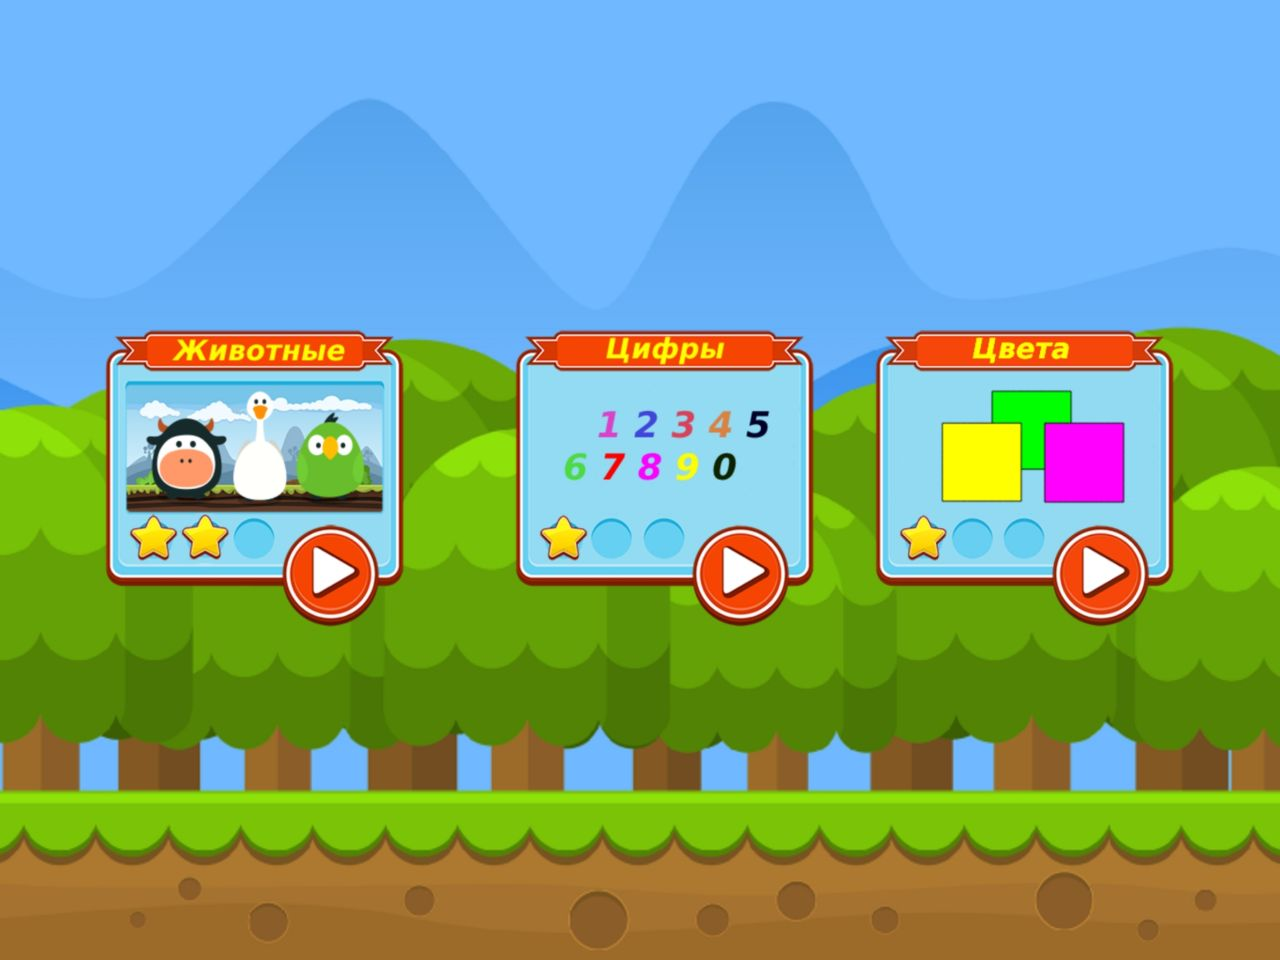 Животные
Цифры
Цвета
1 2 3 4 5
6 7 8 9 0